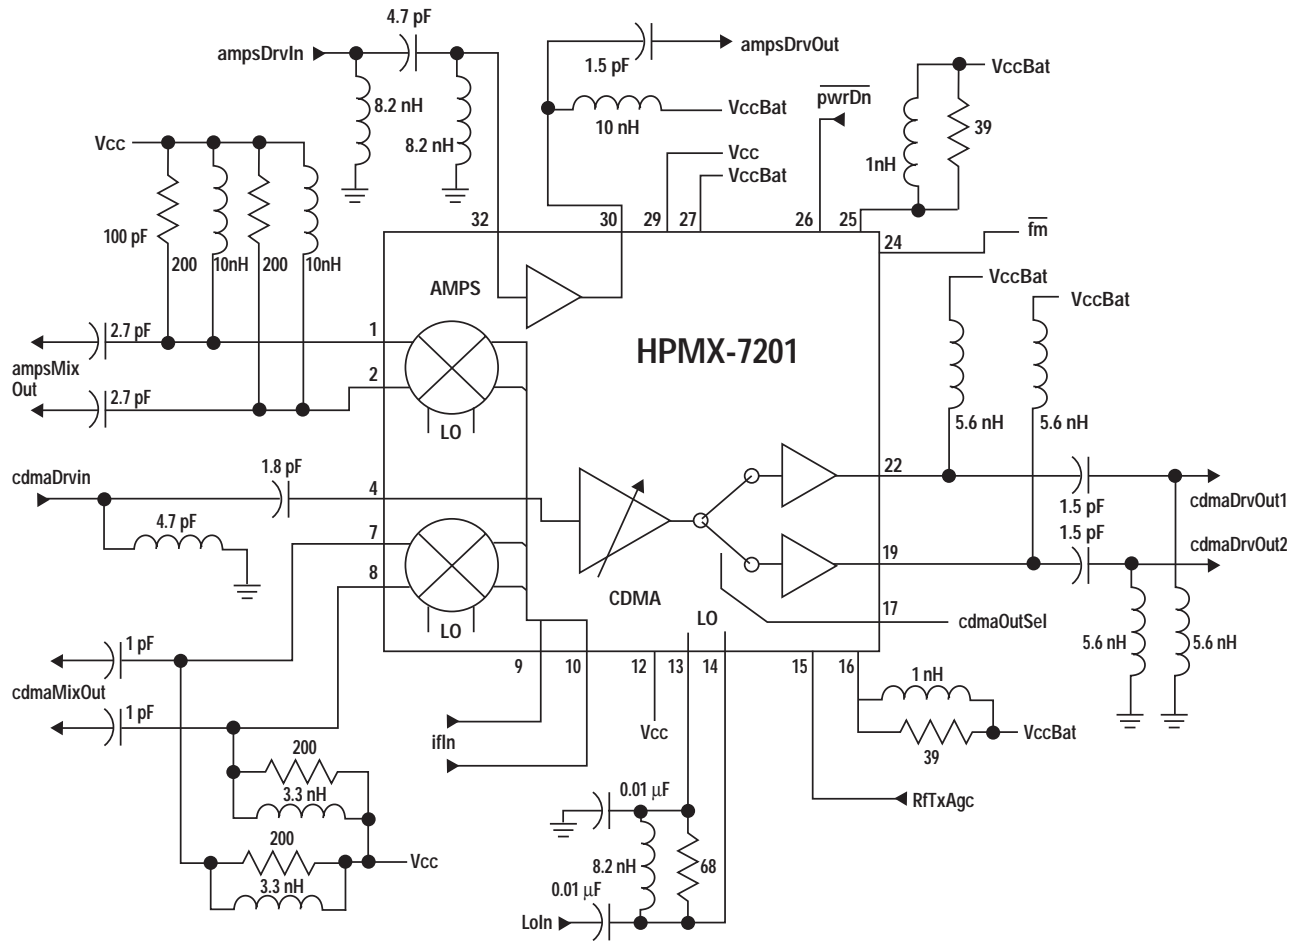 4.7 pF
ampsDrvIn
8.2 nH
8.2 nH
1.5 pF
ampsDrvOut
10 nH
VccBat
Vcc
VccBat
pwrDn
VccBat
39
1nH
Vcc
100 pF
200
10nH
200
10nH
32
30
29
27
26
25
24
fm
VccBat
VccBat
AMPS
HPMX-7201
2.7 pF
1
ampsMix
Out
2
2.7 pF
LO
5.6 nH
5.6 nH
cdmaDrvin
1.8 pF
4
22
1.5 pF
cdmaDrvOut1
4.7 pF
7
1.5 pF
19
cdmaDrvOut2
8
CDMA
LO
LO
17
cdmaOutSel
5.6 nH
5.6 nH
1 pF
9
10
12
13
14
15
16
cdmaMixOut
1 pF
1 nH
ifIn
Vcc
39
VccBat
200
3.3 nH
0.01 μF
RfTxAgc
200
Vcc
8.2 nH
68
3.3 nH
0.01 μF
LoIn